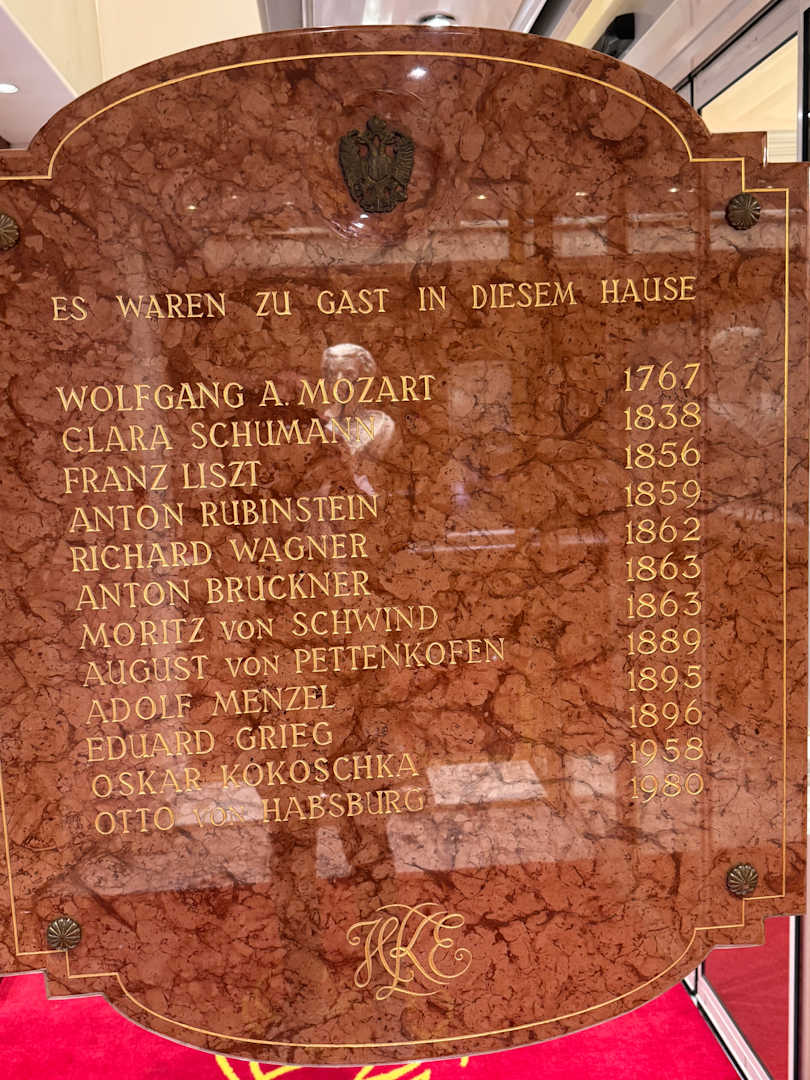 ES WAREN ZU GAST IN DIESEM HAUSE
WOLFGANG A. MOZART 1767
CLARA SCHUMANN 1838
FRANZ LISZT 1856
ANTON RUBINSTEIN 1859
RICHARD WAGNER 1862
ANTON BRUCKNER 1863
MORITZ VON SCHWIND 1863
AUGUST VON PETTENKOFEN 1889
ADOLF MENZEL 1895
EDUARD GRIEG 1896
OSKAR KOKOSCHKA 1958
OTTO VON HABSBURG 1980
WKE